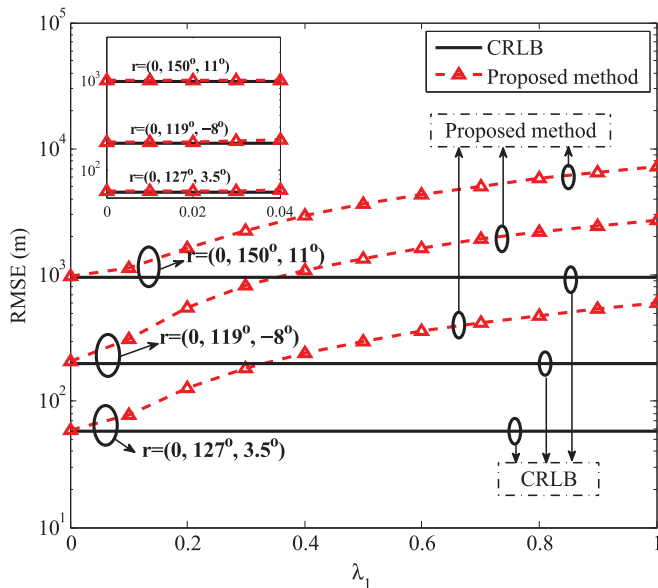 10^5
10^4
10^3
10^2
10^1
RMSE (m)
CRLB
Proposed method
10^3
10^2
r=(0, 150^o, 11^o)
r=(0, 119^o, −8^o)
r=(0, 127^o, 3.5^o)
0
0.02
0.04
Proposed method
r=(0, 150^o, 11^o)
r=(0, 119^o, −8^o)
r=(0, 127^o, 3.5^o)
CRLB
0
0.2
0.4
0.6
0.8
1
λ_1